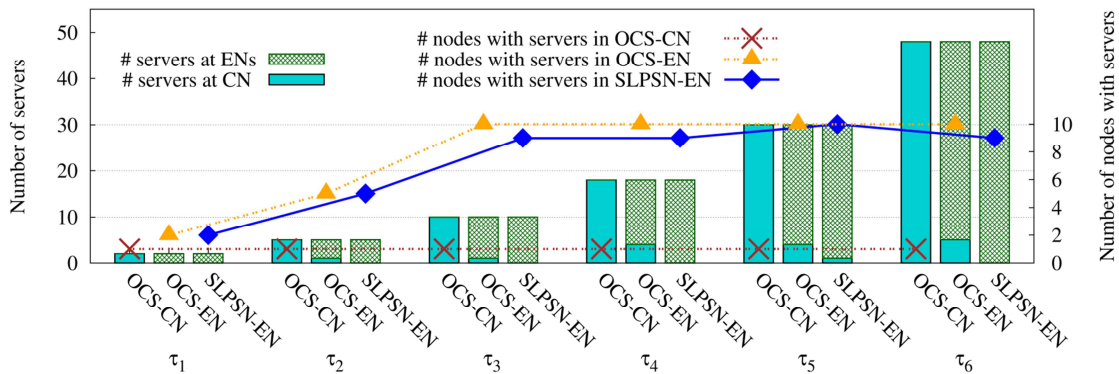 50
40
30
20
10
0
Number of servers
# servers at ENs
# servers at CN
# nodes with servers in OCS-CN
# nodes with servers in OCS-EN
# nodes with servers in SLPSN-EN
10
8
6
4
2
0
Number of nodes with servers
OCS-CN OCS-EN SLPSN-EN OCS-CN OCS-EN SLPSN-EN OCS-CN OCS-EN SLPSN-EN OCS-CN OCS-EN SLPSN-EN OCS-CN OCS-EN SLPSN-EN OCS-CN OCS-EN SLPSN-EN
τ1 τ2 τ3 τ4 τ5 τ6